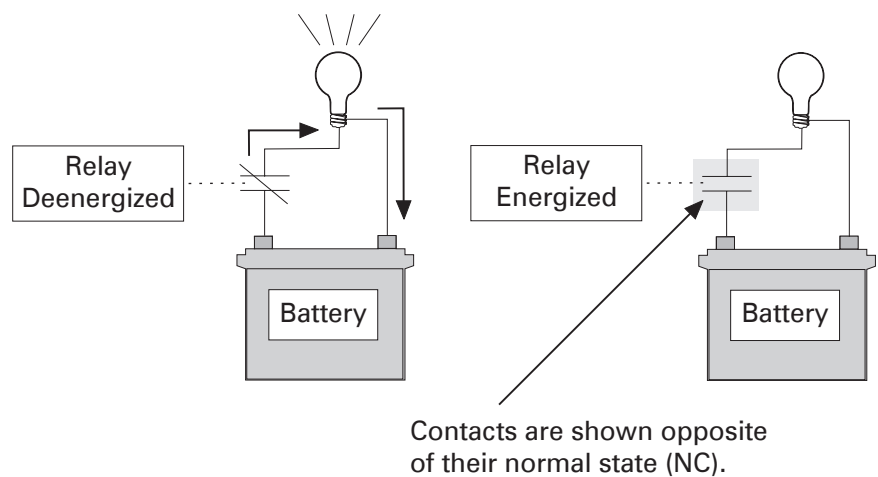 Relay
Deenergized
Battery
Relay
Energized
Battery
Contacts are shown opposite
of their normal state (NC).